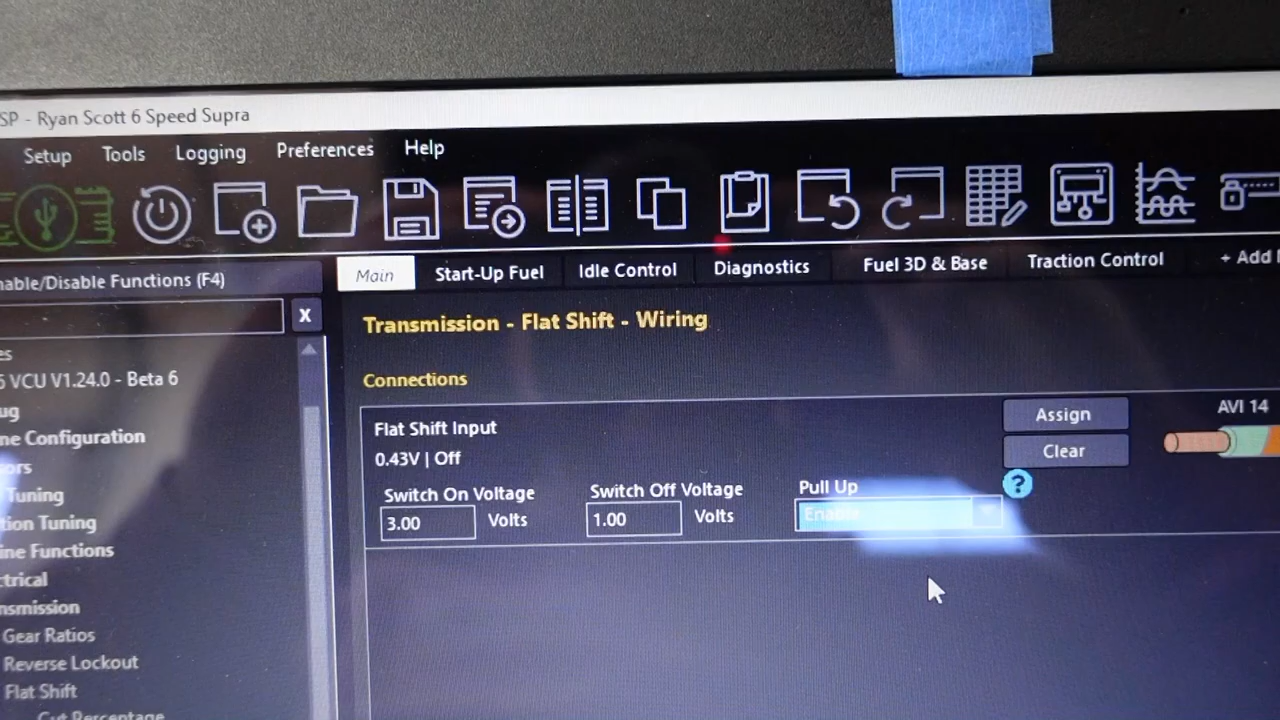 SP - Ryan Scott 6 Speed Supra
Setup Tools Logging Preferences Help
nable/Disable Functions (F4)
X
Main Start-Up Fuel Idle Control Diagnostics Fuel 3D & Base Traction Control + Add
Transmission - Flat Shift - Wiring
Connections
Flat Shift Input
0.43V | Off
Assign
Clear
AVI 14
Switch On Voltage
3.00 Volts
Switch Off Voltage
1.00 Volts
Pull Up
Enable
?
es
VCU V1.24.0 - Beta 6
ug
ne Configuration
ors
Tuning
tion Tuning
ine Functions
ctrical
nsmission
Gear Ratios
Reverse Lockout
Flat Shift
Cut Percentage